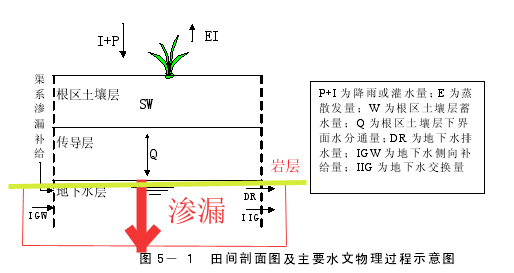 I+P
EI
渠系渗漏补给
根区土壤层
SW
传导层
Q
岩层
地下水层
DR
IGW
IIG
渗漏
P+I 为降雨或灌水量; E 为蒸
散发量; W 为根区土壤层蓄
水量; Q 为根区土壤层下界
面水分通量; DR 为地下水排
水量; IGW 为地下水侧向补
给量; IIG 为地下水交换量
图 5— 1 田间剖面图及主要水文物理过程示意图